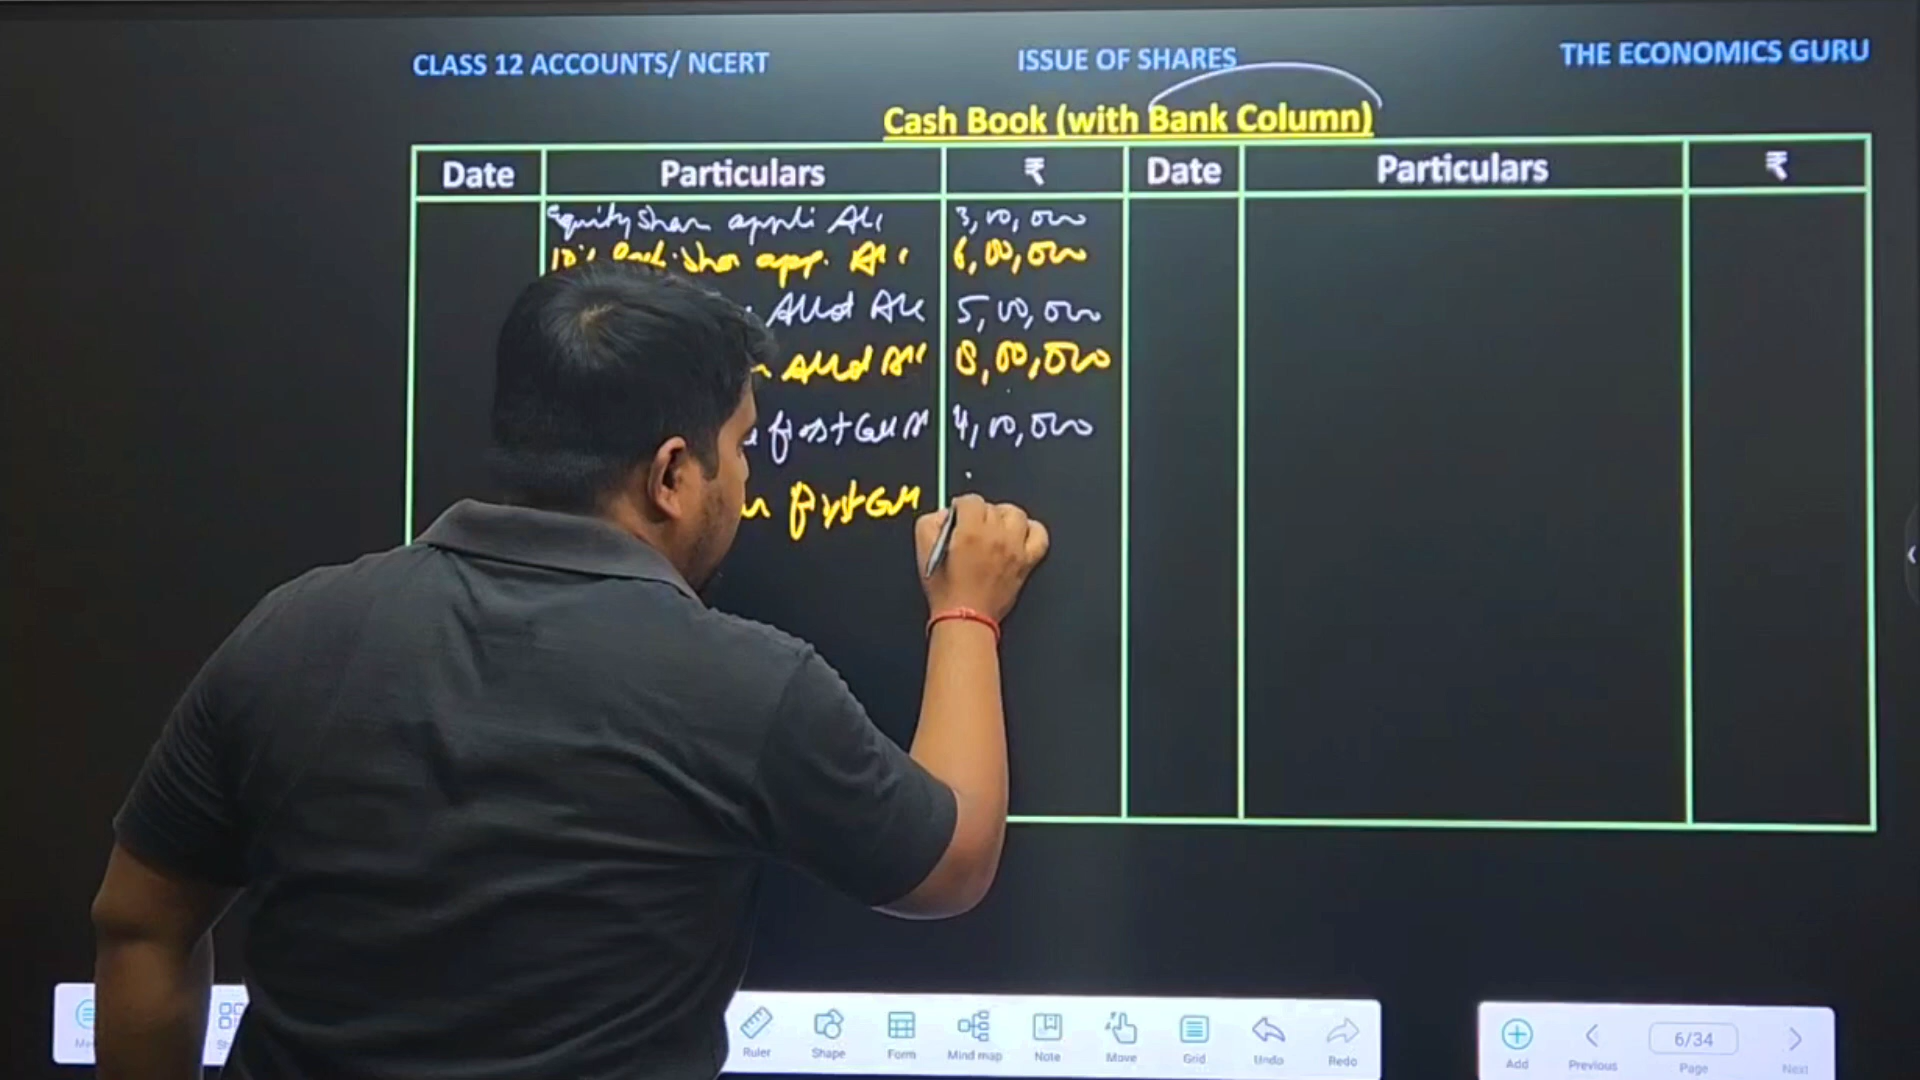 CLASS 12 ACCOUNTS/ NCERT ISSUE OF SHARES THE ECONOMICS GURU
Cash Book (with Bank Column)
Date Particulars ₹ Date Particulars ₹
Equity Share appli A/c 3,00,000
10% app. A/c 6,00,000
Allot A/c 5,00,000
Allot A/c 8,00,000
first Call A 4,00,000
first Call
Ruler Shape Form Mind map Note Move Grid Undo Redo
Add Previous 6/34 Page Next